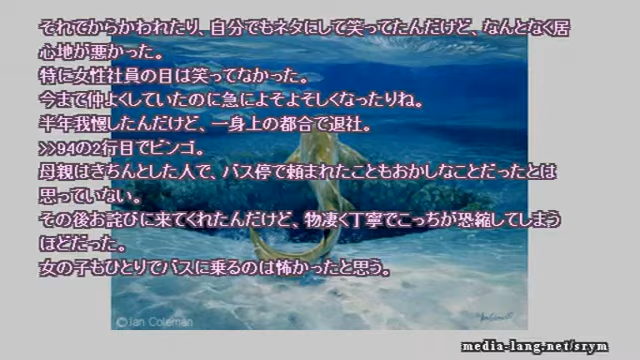 それでからかわれたり、自分でもネタにして笑ってたんだけど、なんとなく居
心地が悪かった。
特に女性社員の目は笑ってなかった。
今まで仲よくしていたのに急によそよそしくなったりね。
半年我慢したんだけど、一身上の都合で退社。
>>94の2行目でビンゴ。
母親はきちんとした人で、バス停で頼まれたこともおかしなことだったとは
思っていない。
その後お詫びに来てくれたんだけど、物凄く丁寧でこっちが恐縮してしまう
ほどだった。
女の子もひとりでバスに乗るのは怖かったと思う。
©Ian Coleman
media-lang-net/srym